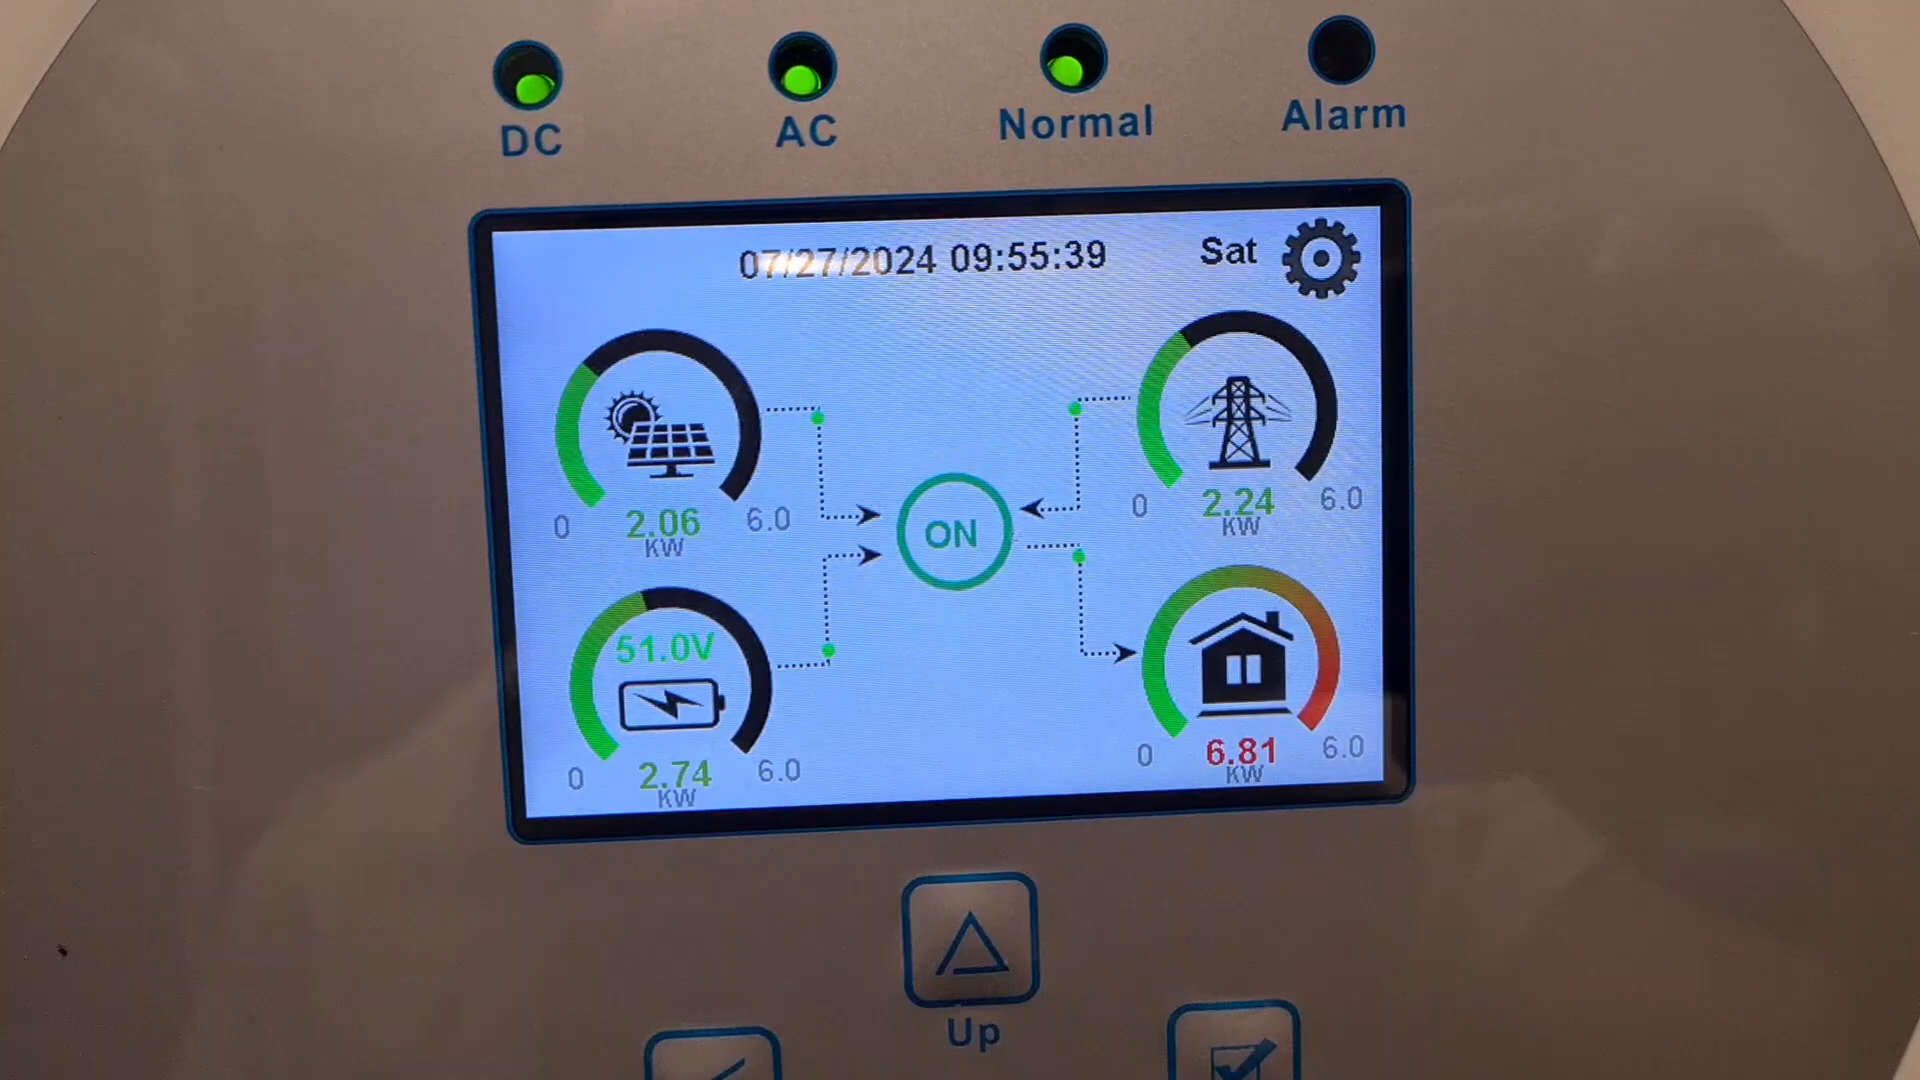 DC AC Normal Alarm
07/27/2024 09:55:39 Sat
0 2.06 6.0
KW
0 2.24 6.0
KW
ON
51.0V
0 2.74 6.0
KW
0 6.81 6.0
KW
Up